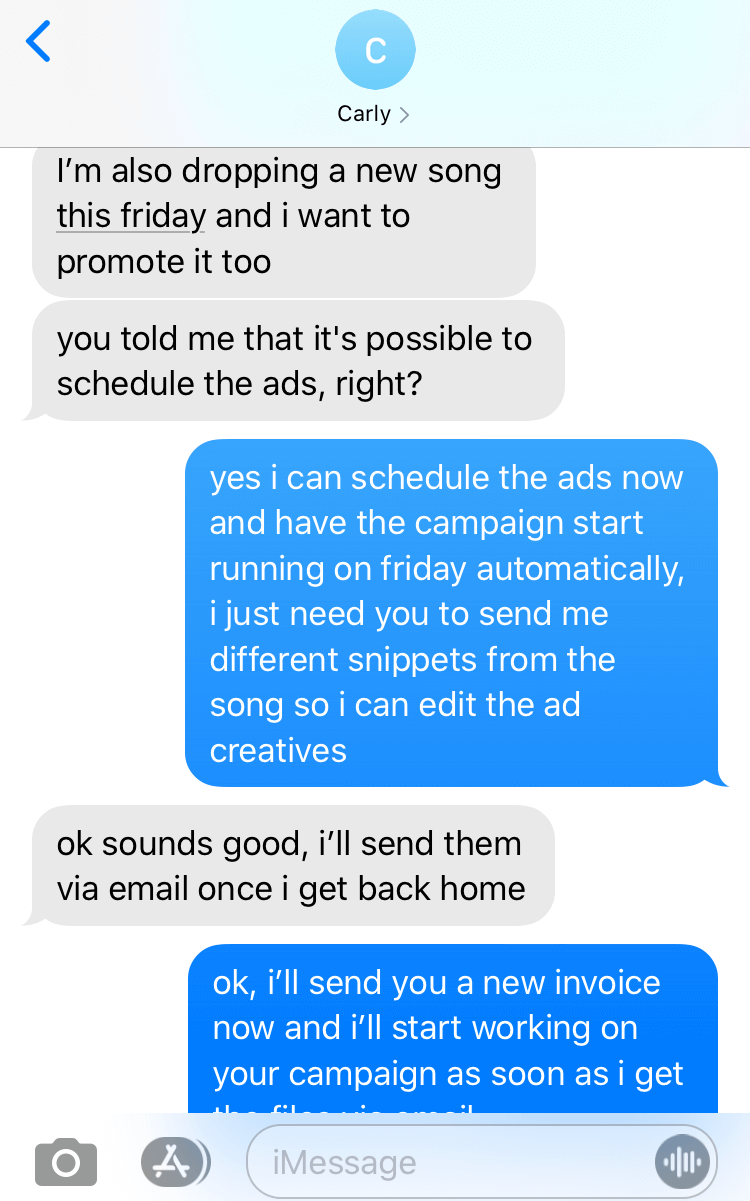 C
Carly
I’m also dropping a new song
this friday and i want to
promote it too
you told me that it's possible to
schedule the ads, right?
yes i can schedule the ads now
and have the campaign start
running on friday automatically,
i just need you to send me
different snippets from the
song so i can edit the ad
creatives
ok sounds good, i’ll send them
via email once i get back home
ok, i’ll send you a new invoice
now and i’ll start working on
your campaign as soon as i get
the files via email
iMessage